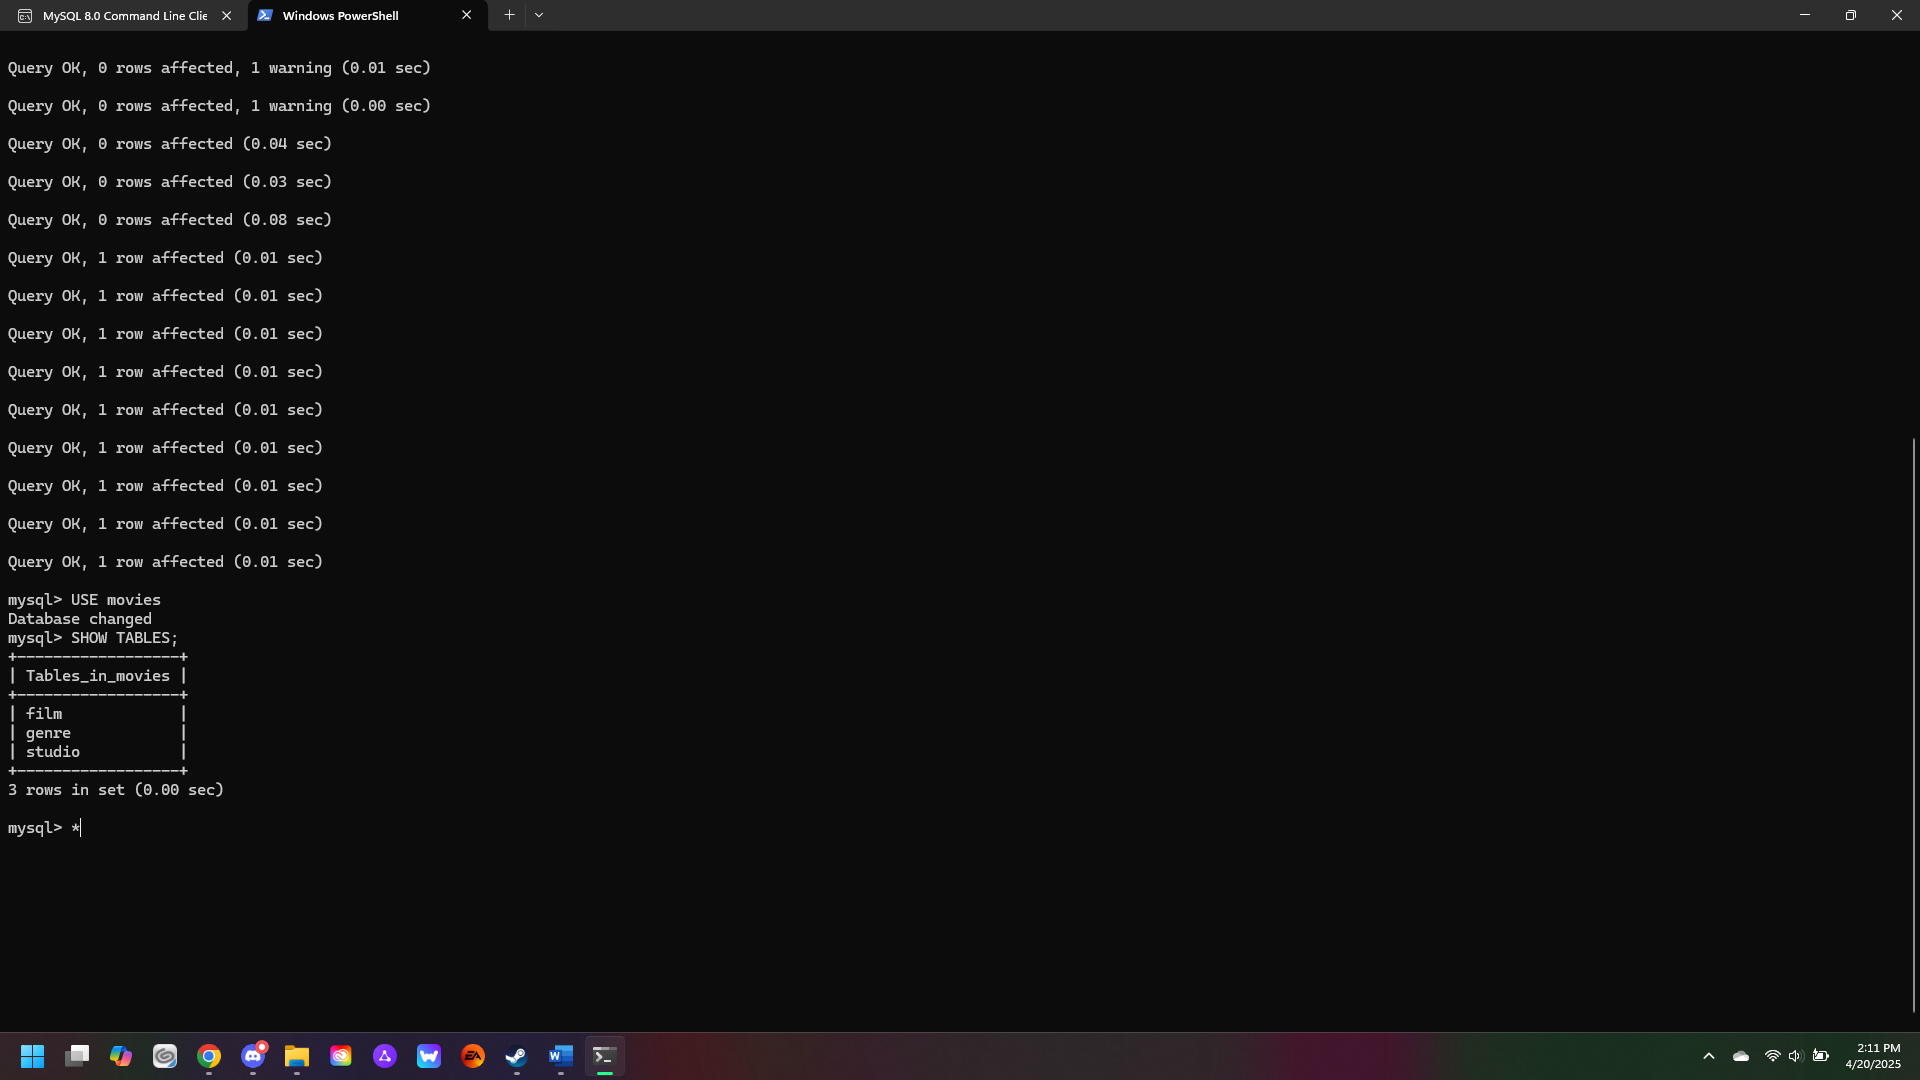 MySQL 8.0 Command Line Clie
Windows PowerShell
Query OK, 0 rows affected, 1 warning (0.01 sec)
Query OK, 0 rows affected, 1 warning (0.00 sec)
Query OK, 0 rows affected (0.04 sec)
Query OK, 0 rows affected (0.03 sec)
Query OK, 0 rows affected (0.08 sec)
Query OK, 1 row affected (0.01 sec)
Query OK, 1 row affected (0.01 sec)
Query OK, 1 row affected (0.01 sec)
Query OK, 1 row affected (0.01 sec)
Query OK, 1 row affected (0.01 sec)
Query OK, 1 row affected (0.01 sec)
Query OK, 1 row affected (0.01 sec)
Query OK, 1 row affected (0.01 sec)
Query OK, 1 row affected (0.01 sec)
mysql> USE movies
Database changed
mysql> SHOW TABLES;
+------------------+
| Tables_in_movies |
+------------------+
| film             |
| genre            |
| studio           |
+------------------+
3 rows in set (0.00 sec)
mysql> *
2:11 PM
4/20/2025